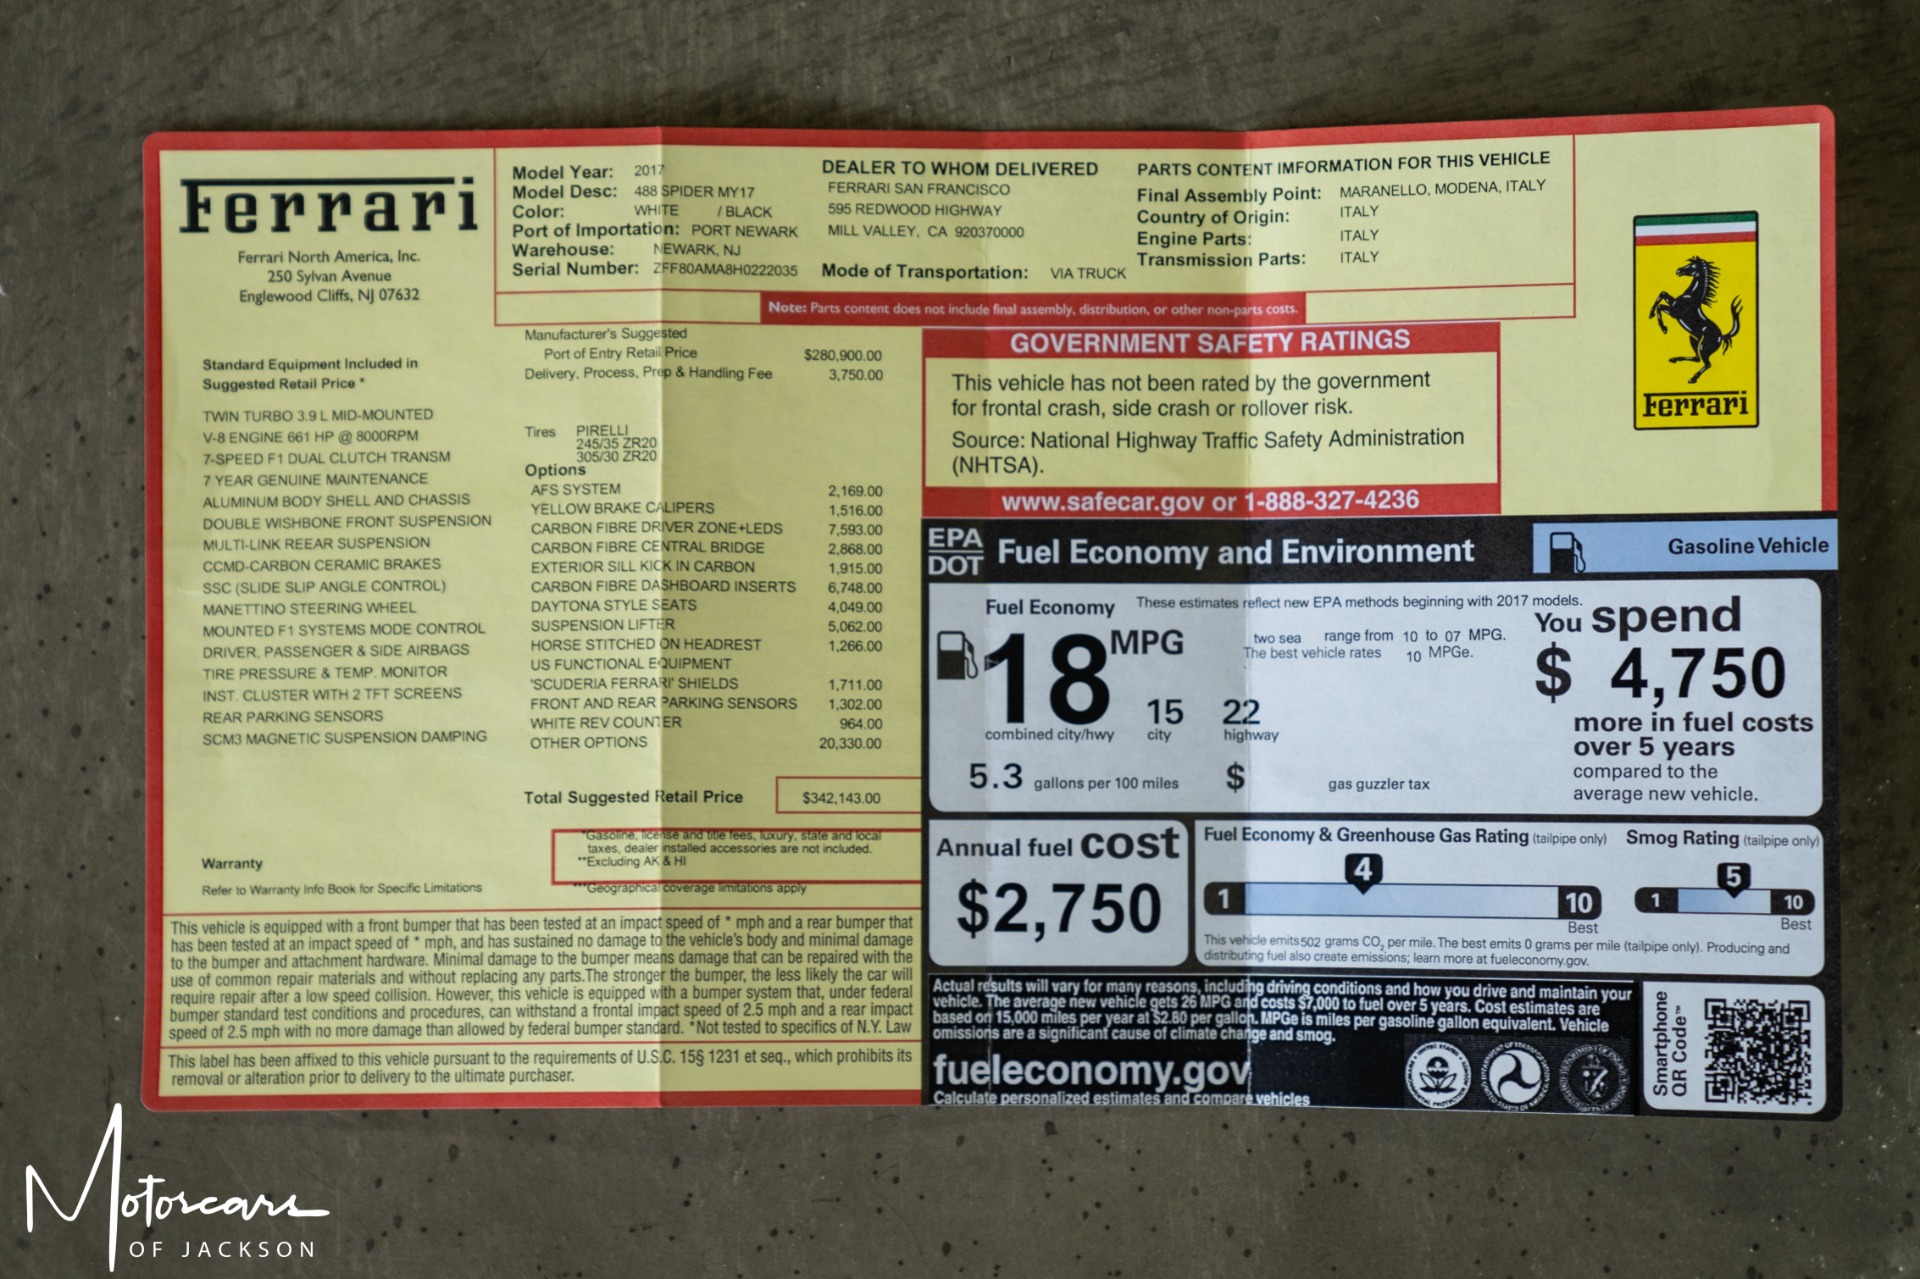 Ferrari
Ferrari North America, Inc.
250 Sylvan Avenue
Englewood Cliffs, NJ 07632
Model Year: 2017
Model Desc: 488 SPIDER MY17
Color: WHITE / BLACK
Port of Importation: PORT NEWARK
Warehouse: NEWARK, NJ
Serial Number: ZFF80AMA8H0222035
DEALER TO WHOM DELIVERED
FERRARI SAN FRANCISCO
595 REDWOOD HIGHWAY
MILL VALLEY, CA 920370000
Mode of Transportation: VIA TRUCK
PARTS CONTENT IMFORMATION FOR THIS VEHICLE
Final Assembly Point: MARANELLO, MODENA, ITALY
Country of Origin: ITALY
Engine Parts: ITALY
Transmission Parts: ITALY
Note: Parts content does not include final assembly, distribution, or other non-parts costs.
Ferrari
Standard Equipment Included in
Suggested Retail Price *
TWIN TURBO 3.9 L MID-MOUNTED
V-8 ENGINE 661 HP @ 8000RPM
7-SPEED F1 DUAL CLUTCH TRANSM
7 YEAR GENUINE MAINTENANCE
ALUMINUM BODY SHELL AND CHASSIS
DOUBLE WISHBONE FRONT SUSPENSION
MULTI-LINK REEAR SUSPENSION
CCMD-CARBON CERAMIC BRAKES
SSC (SLIDE SLIP ANGLE CONTROL)
MANETTINO STEERING WHEEL
MOUNTED F1 SYSTEMS MODE CONTROL
DRIVER, PASSENGER & SIDE AIRBAGS
TIRE PRESSURE & TEMP. MONITOR
INST. CLUSTER WITH 2 TFT SCREENS
REAR PARKING SENSORS
SCM3 MAGNETIC SUSPENSION DAMPING
Warranty
Refer to Warranty Info Book for Specific Limitations
Manufacturer's Suggested
Port of Entry Retail Price $280,900.00
Delivery, Process, Prep & Handling Fee 3,750.00
Tires PIRELLI
245/35 ZR20
305/30 ZR20
Options
AFS SYSTEM 2,169.00
YELLOW BRAKE CALIPERS 1,516.00
CARBON FIBRE DRIVER ZONE+LEDS 7,593.00
CARBON FIBRE CENTRAL BRIDGE 2,868.00
EXTERIOR SILL KICK IN CARBON 1,915.00
CARBON FIBRE DASHBOARD INSERTS 6,748.00
DAYTONA STYLE SEATS 4,049.00
SUSPENSION LIFTER 5,062.00
HORSE STITCHED ON HEADREST 1,266.00
US FUNCTIONAL EQUIPMENT
'SCUDERIA FERRARI' SHIELDS 1,711.00
FRONT AND REAR PARKING SENSORS 1,302.00
WHITE REV COUNTER 964.00
OTHER OPTIONS 20,330.00
Total Suggested Retail Price $342,143.00
*Gasoline, license and title fees, luxury, state and local
taxes, dealer installed accessories are not included.
**Excluding AK & HI
***Geographical coverage limitations apply
This vehicle is equipped with a front bumper that has been tested at an impact speed of * mph and a rear bumper that
has been tested at an impact speed of * mph, and has sustained no damage to the vehicle's body and minimal damage
to the bumper and attachment hardware. Minimal damage to the bumper means damage that can be repaired with the
use of common repair materials and without replacing any parts.The stronger the bumper, the less likely the car will
require repair after a low speed collision. However, this vehicle is equipped with a bumper system that, under federal
bumper standard test conditions and procedures, can withstand a frontal impact speed of 2.5 mph and a rear impact
speed of 2.5 mph with no more damage than allowed by federal bumper standard. *Not tested to specifics of N.Y. Law
This label has been affixed to this vehicle pursuant to the requirements of U.S.C. 15§ 1231 et seq., which prohibits its
removal or alteration prior to delivery to the ultimate purchaser.
GOVERNMENT SAFETY RATINGS
This vehicle has not been rated by the government
for frontal crash, side crash or rollover risk.
Source: National Highway Traffic Safety Administration
(NHTSA).
www.safecar.gov or 1-888-327-4236
EPA
DOT
Fuel Economy and Environment
Gasoline Vehicle
Fuel Economy
These estimates reflect new EPA methods beginning with 2017 models.
18 MPG
combined city/hwy
15
city
22
highway
two sea range from 10 to 07 MPG.
The best vehicle rates 10 MPGe.
5.3 gallons per 100 miles
$ gas guzzler tax
You spend
$ 4,750
more in fuel costs
over 5 years
compared to the
average new vehicle.
Annual fuel cost
$2,750
Fuel Economy & Greenhouse Gas Rating (tailpipe only)
4
1
10
Best
Smog Rating (tailpipe only)
5
1
10
Best
This vehicle emits 502 grams CO2 per mile. The best emits 0 grams per mile (tailpipe only). Producing and
distributing fuel also create emissions; learn more at fueleconomy.gov.
Actual results will vary for many reasons, including driving conditions and how you drive and maintain your
vehicle. The average new vehicle gets 26 MPG and costs $7,000 to fuel over 5 years. Cost estimates are
based on 15,000 miles per year at $2.80 per gallon. MPGe is miles per gasoline gallon equivalent. Vehicle
omissions are a significant cause of climate change and smog.
fueleconomy.gov
Calculate personalized estimates and compare vehicles
Smartphone
QR Code™
Motorcars
OF JACKSON